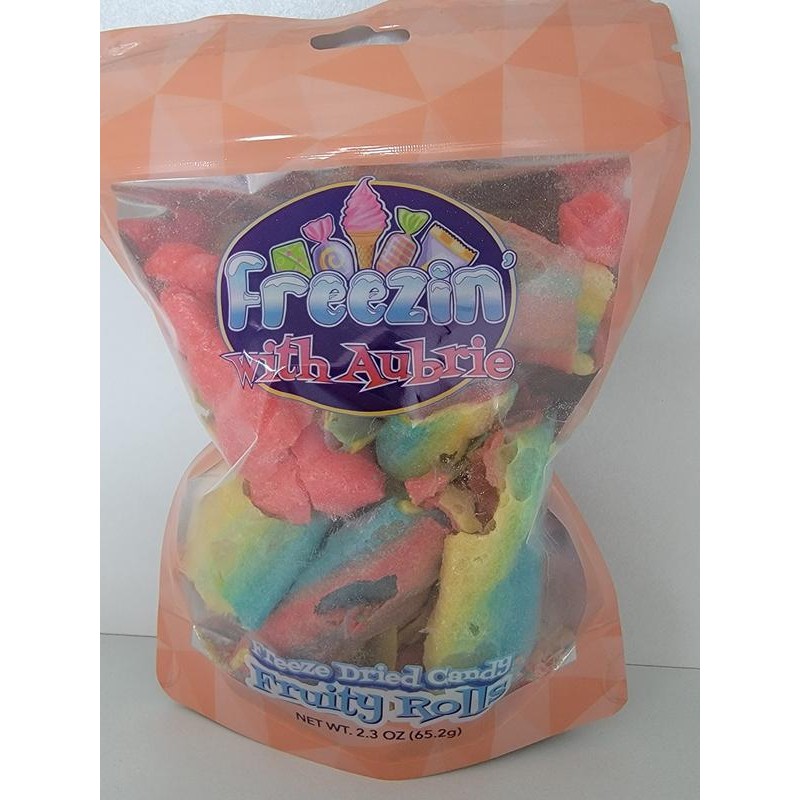 Freezin'
with Aubrie
Freeze Dried Candy
Fruity Rolls
NET WT. 2.3 OZ (65.2g)